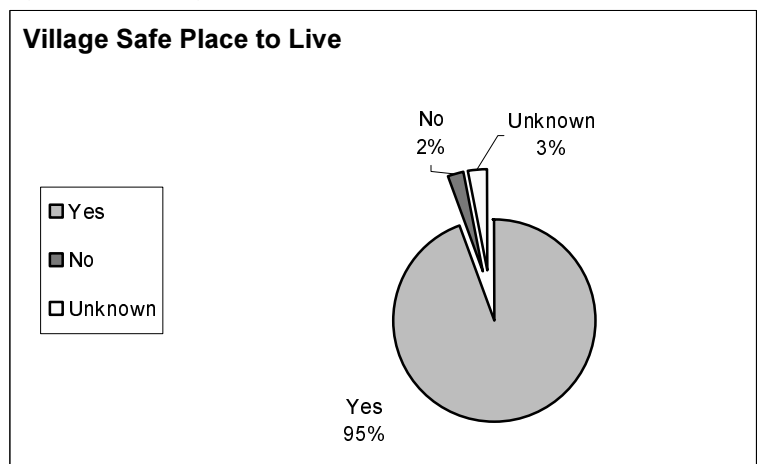 Village Safe Place to Live
No
2%
Unknown
3%
Yes
No
Unknown
Yes
95%